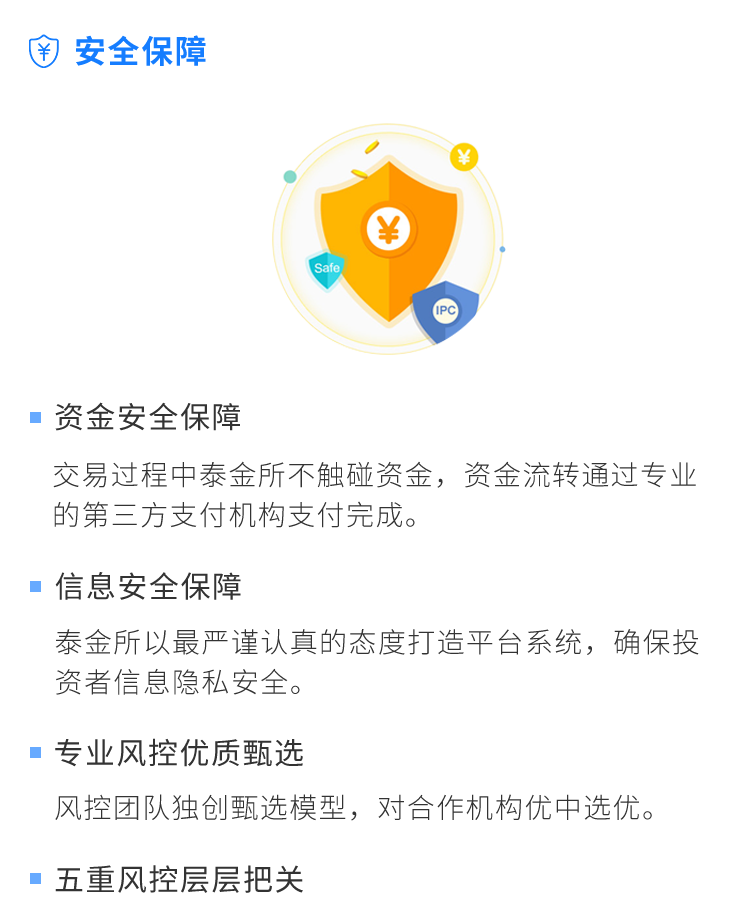 安全保障
Safe
IPC
资金安全保障
交易过程中泰金所不触碰资金，资金流转通过专业
的第三方支付机构支付完成。
信息安全保障
泰金所以最严谨认真的态度打造平台系统，确保投
资者信息隐私安全。
专业风控优质甄选
风控团队独创甄选模型，对合作机构优中选优。
五重风控层层把关